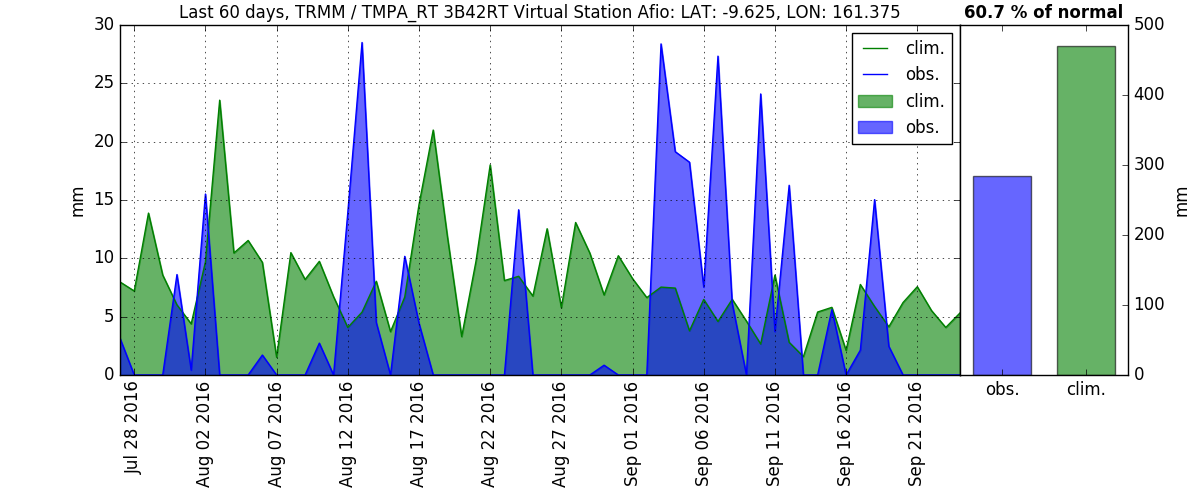 Last 60 days, TRMM / TMPA_RT 3B42RT Virtual Station Afio: LAT: -9.625, LON: 161.375
60.7 % of normal
30
25
20
15
10
5
0
mm
clim.
obs.
clim.
obs.
500
400
300
200
100
0
mm
obs.
clim.
Jul 28 2016
Aug 02 2016
Aug 07 2016
Aug 12 2016
Aug 17 2016
Aug 22 2016
Aug 27 2016
Sep 01 2016
Sep 06 2016
Sep 11 2016
Sep 16 2016
Sep 21 2016